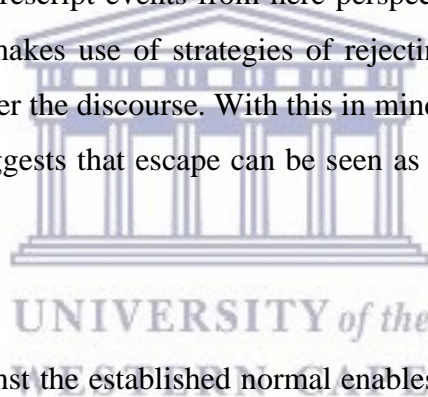 rescript events from here perspec
makes use of strategies of rejectin
er the discourse. With this in mind
ggests that escape can be seen as
UNIVERSITY of the
nst the established normal enables
WESTERN CAPE